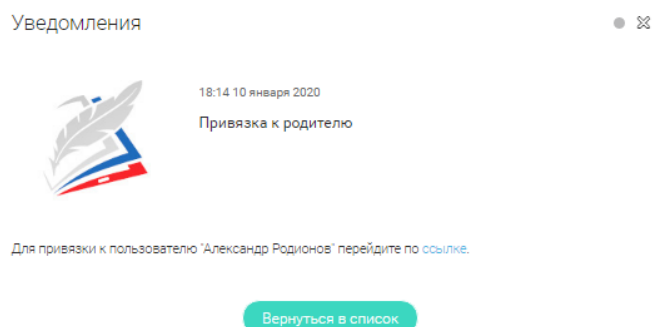 Уведомления
18:14 10 января 2020
Привязка к родителю
Для привязки к пользователю "Александр Родионов" перейдите по ссылке.
Вернуться в список